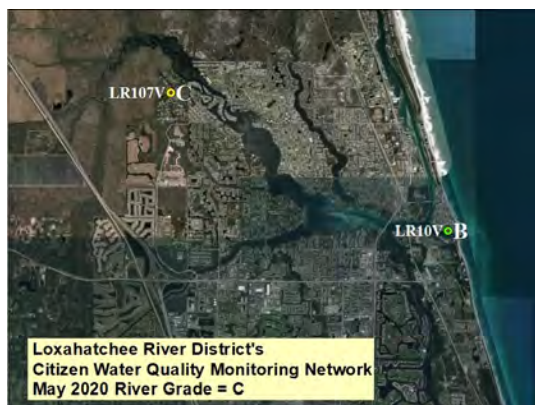 LR107V C
LR10V B
Loxahatchee River District's
Citizen Water Quality Monitoring Network
May 2020 River Grade = C